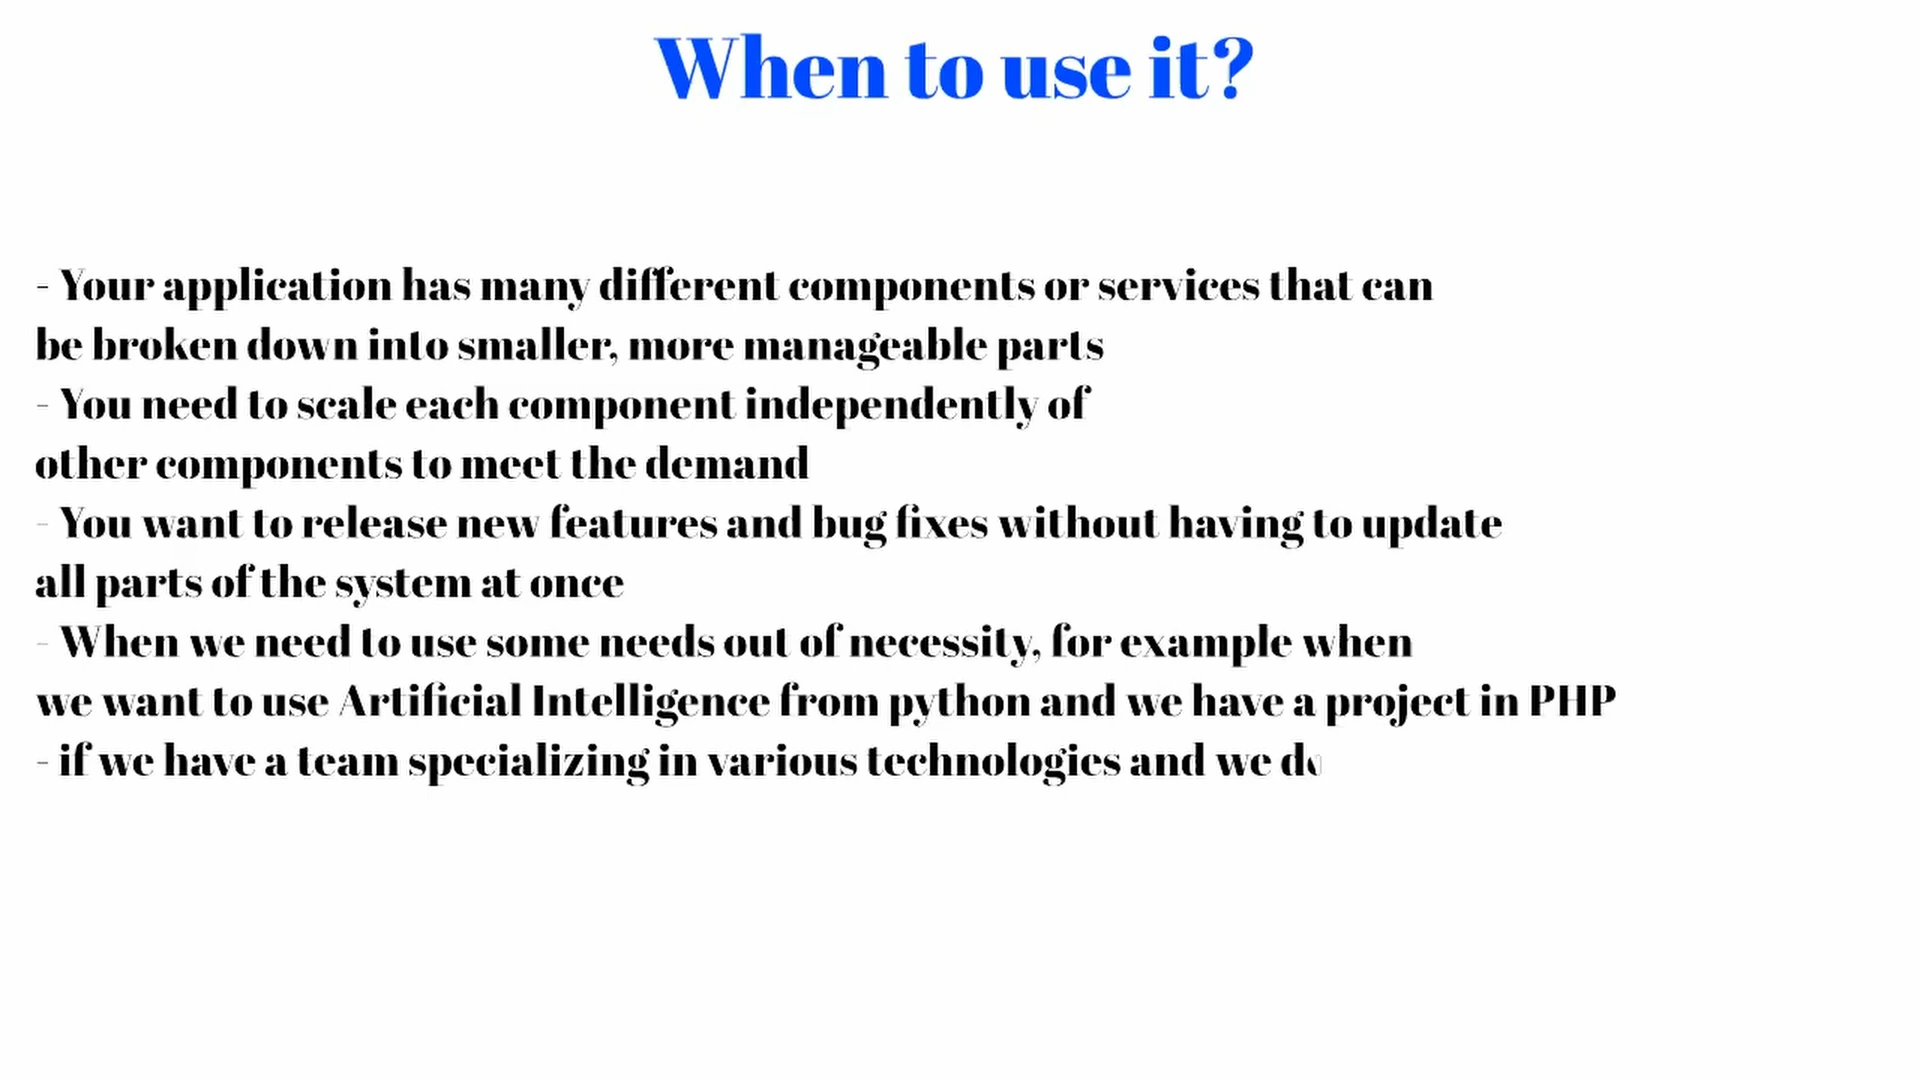 When to use it?
- Your application has many different components or services that can
be broken down into smaller, more manageable parts
- You need to scale each component independently of
other components to meet the demand
- You want to release new features and bug fixes without having to update
all parts of the system at once
- When we need to use some needs out of necessity, for example when
we want to use Artificial Intelligence from python and we have a project in PHP
- if we have a team specializing in various technologies and we